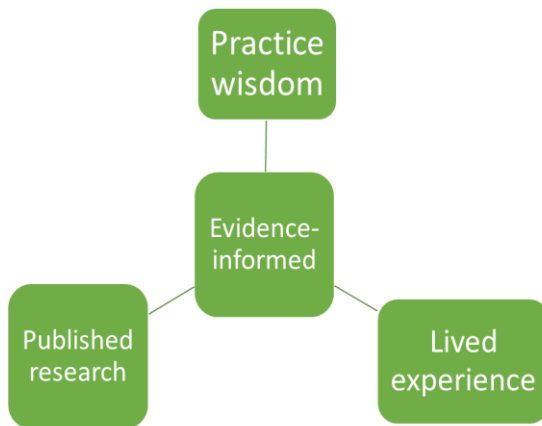 Practice
wisdom
Evidence-
informed
Published
research
Lived
experience